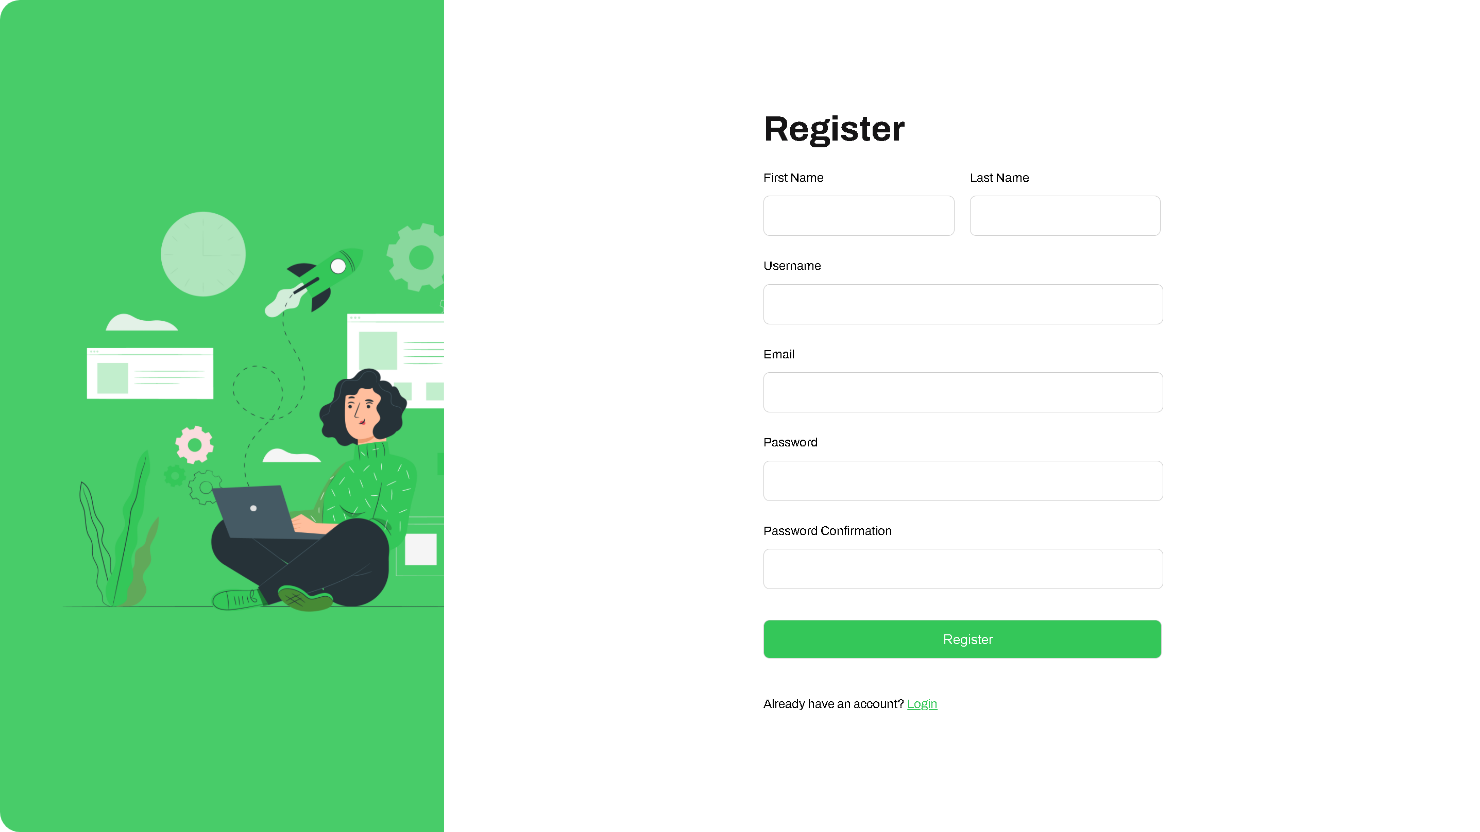 Register
First Name Last Name
Username
Email
Password
Password Confirmation
Register
Already have an account? Login